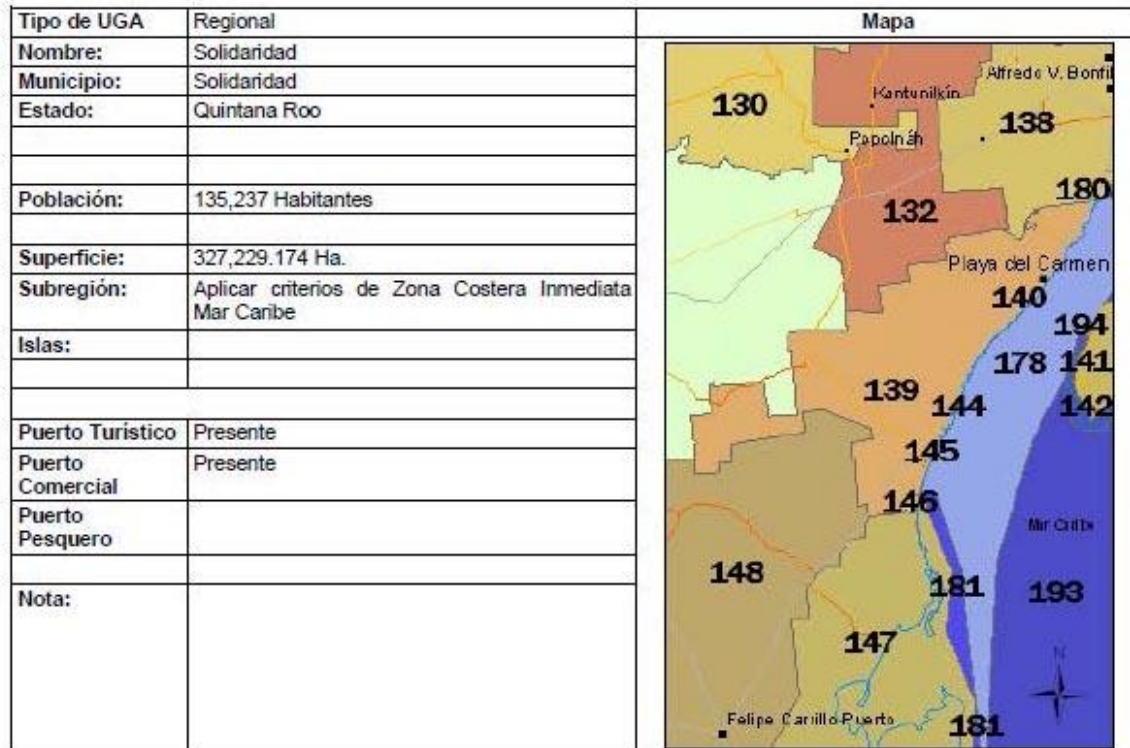 Tipo de UGA Regional Mapa
Nombre: Solidaridad
Municipio: Solidaridad
Estado: Quintana Roo
Población: 135,237 Habitantes
Superficie: 327,229.174 Ha.
Subregión: Aplicar criterios de Zona Costera Inmediata
Mar Caribe
Islas:
Puerto Turístico Presente
Puerto Presente
Comercial
Puerto
Pesquero
Nota:
Alfredo V. Bonfil
Kantunilkín
130
138
Popolnáh
180
132
Playa del Carmen
140
194
178 141
139
144 142
145
146
Mar Caribe
148
181 193
147
N
Felipe Carrillo Puerto
181